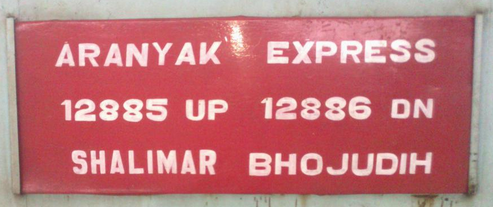 ARANYAK EXPRESS
12885 UP 12886 DN
SHALIMAR BHOJUDIH